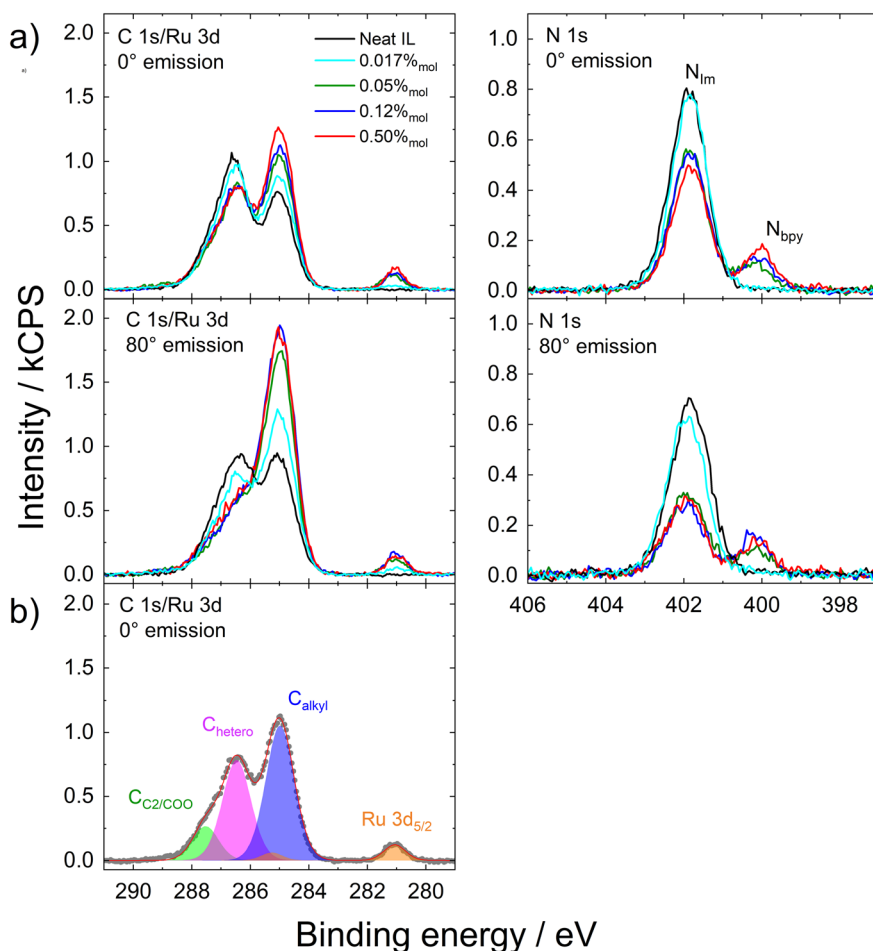 a)
a)
C 1s/Ru 3d
0° emission
Neat IL
0.017%mol
0.05%mol
0.12%mol
0.50%mol
2.0
1.5
1.0
0.5
0.0
N 1s
0° emission
NIm
Nbpy
1.0
0.8
0.6
0.4
0.2
0.0
C 1s/Ru 3d
80° emission
2.0
1.5
1.0
0.5
0.0
N 1s
80° emission
1.0
0.8
0.6
0.4
0.2
0.0
406 404 402 400 398
Intensity / kCPS
b)
C 1s/Ru 3d
0° emission
2.0
1.5
1.0
0.5
0.0
Calkyl
Chetero
CC2/COO
Ru 3d5/2
290 288 286 284 282 280
Binding energy / eV